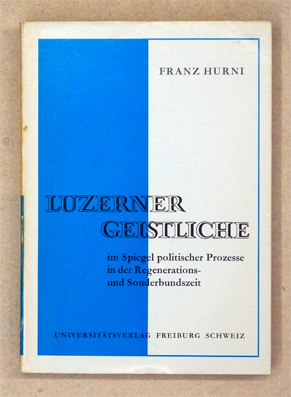 FRANZ HURNI
LUZERNER
GEISTLICHE
im Spiegel politischer Prozesse
in der Regenerations-
und Sonderbundszeit
UNIVERSITÄTSVERLAG FREIBURG SCHWEIZ